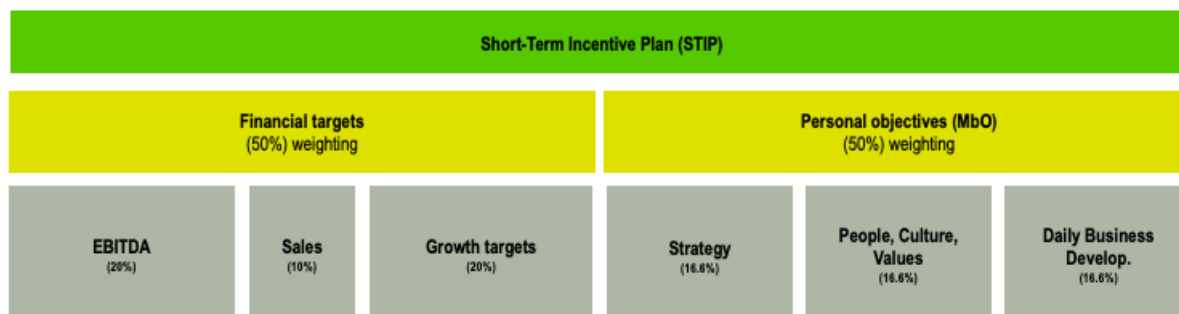 Short-Term Incentive Plan (STIP)
Financial targets
(50%) weighting
Personal objectives (MbO)
(50%) weighting
EBITDA
(20%)
Sales
(10%)
Growth targets
(20%)
Strategy
(16.6%)
People, Culture,
Values
(16.6%)
Daily Business
Develop.
(16.6%)